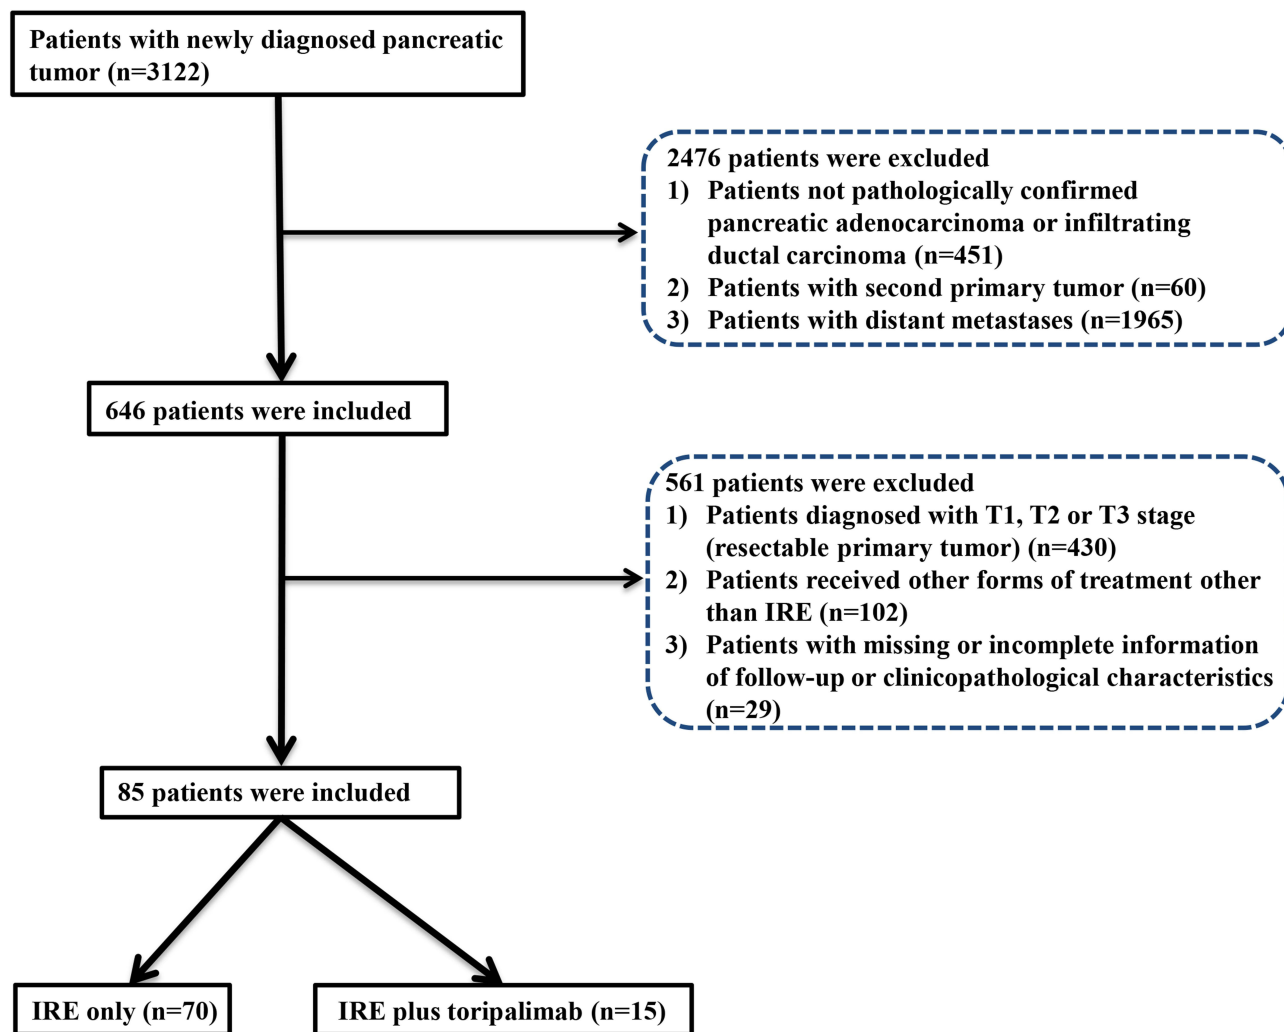 Patients with newly diagnosed pancreatic
tumor (n=3122)
2476 patients were excluded
1) Patients not pathologically confirmed
pancreatic adenocarcinoma or infiltrating
ductal carcinoma (n=451)
2) Patients with second primary tumor (n=60)
3) Patients with distant metastases (n=1965)
646 patients were included
561 patients were excluded
1) Patients diagnosed with T1, T2 or T3 stage
(resectable primary tumor) (n=430)
2) Patients received other forms of treatment other
than IRE (n=102)
3) Patients with missing or incomplete information
of follow-up or clinicopathological characteristics
(n=29)
85 patients were included
IRE only (n=70)
IRE plus toripalimab (n=15)